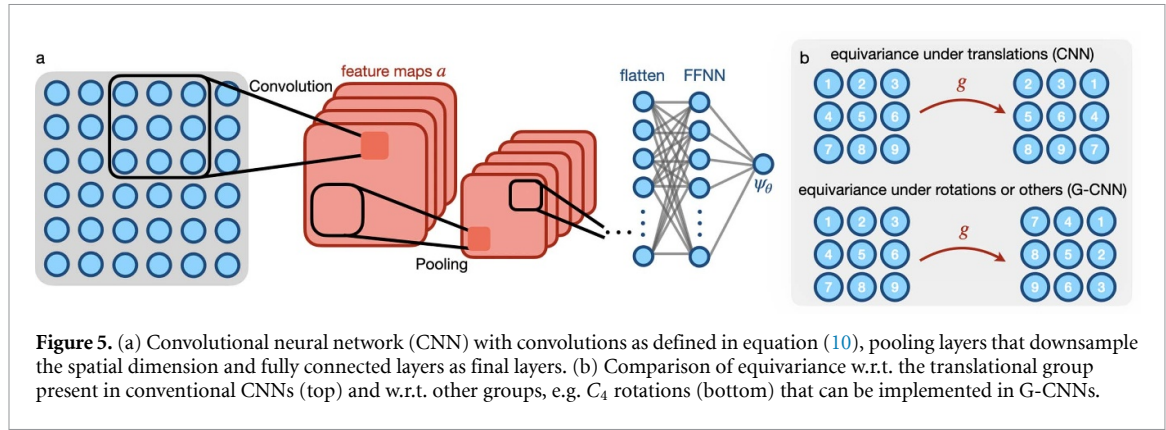 a
Convolution
feature maps a
Pooling
flatten
FFNN
ψθ
b
equivariance under translations (CNN)
1 2 3
4 5 6
7 8 9
g
2 3 1
5 6 4
8 9 7
equivariance under rotations or others (G-CNN)
1 2 3
4 5 6
7 8 9
g
7 4 1
8 5 2
9 6 3
Figure 5. (a) Convolutional neural network (CNN) with convolutions as defined in equation (10), pooling layers that downsample
the spatial dimension and fully connected layers as final layers. (b) Comparison of equivariance w.r.t. the translational group
present in conventional CNNs (top) and w.r.t. other groups, e.g. C4 rotations (bottom) that can be implemented in G-CNNs.